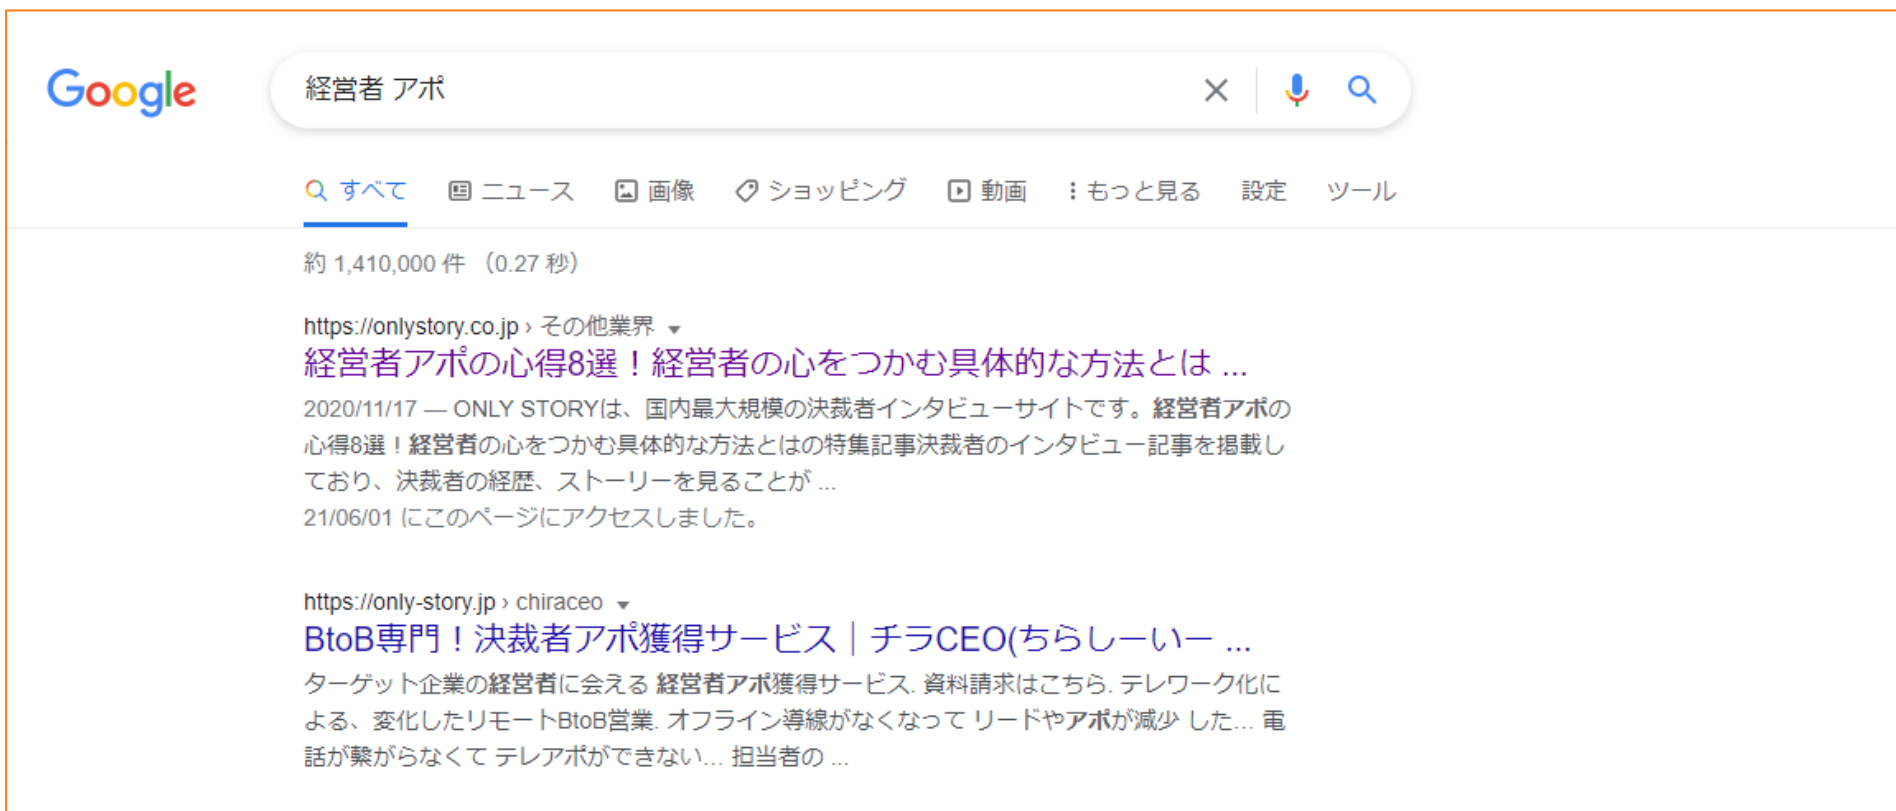 Google
経営者 アポ
すべて ニュース 画像 ショッピング 動画 もっと見る 設定 ツール
約 1,410,000 件 （0.27 秒）
https://onlystory.co.jp › その他業界
経営者アポの心得8選！経営者の心をつかむ具体的な方法とは ...
2020/11/17 — ONLY STORYは、国内最大規模の決裁者インタビューサイトです。経営者アポの
心得8選！経営者の心をつかむ具体的な方法とはの特集記事決裁者のインタビュー記事を掲載し
ており、決裁者の経歴、ストーリーを見ることが ...
21/06/01 にこのページにアクセスしました。
https://only-story.jp › chiraceo
BtoB専門！決裁者アポ獲得サービス｜チラCEO(ちらしーいー ...
ターゲット企業の経営者に会える 経営者アポ獲得サービス. 資料請求はこちら. テレワーク化に
よる、変化したリモートBtoB営業. オフライン導線がなくなって リードやアポが減少 した... 電
話が繋がらなくて テレアポができない... 担当者の ...